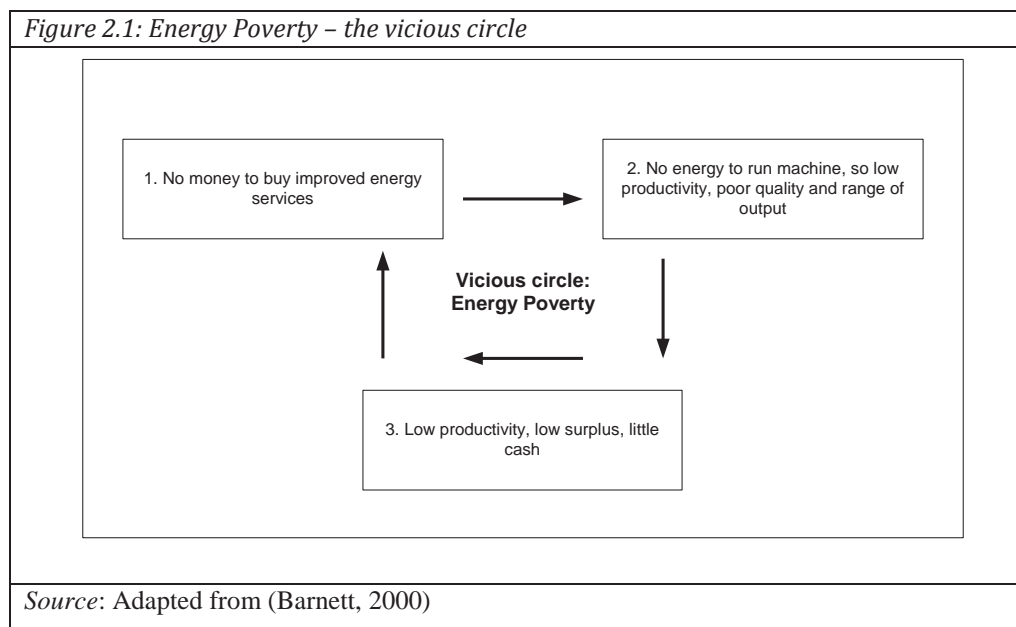 Figure 2.1: Energy Poverty – the vicious circle
1. No money to buy improved energy
services
2. No energy to run machine, so low
productivity, poor quality and range of
output
Vicious circle:
Energy Poverty
3. Low productivity, low surplus, little
cash
Source: Adapted from (Barnett, 2000)